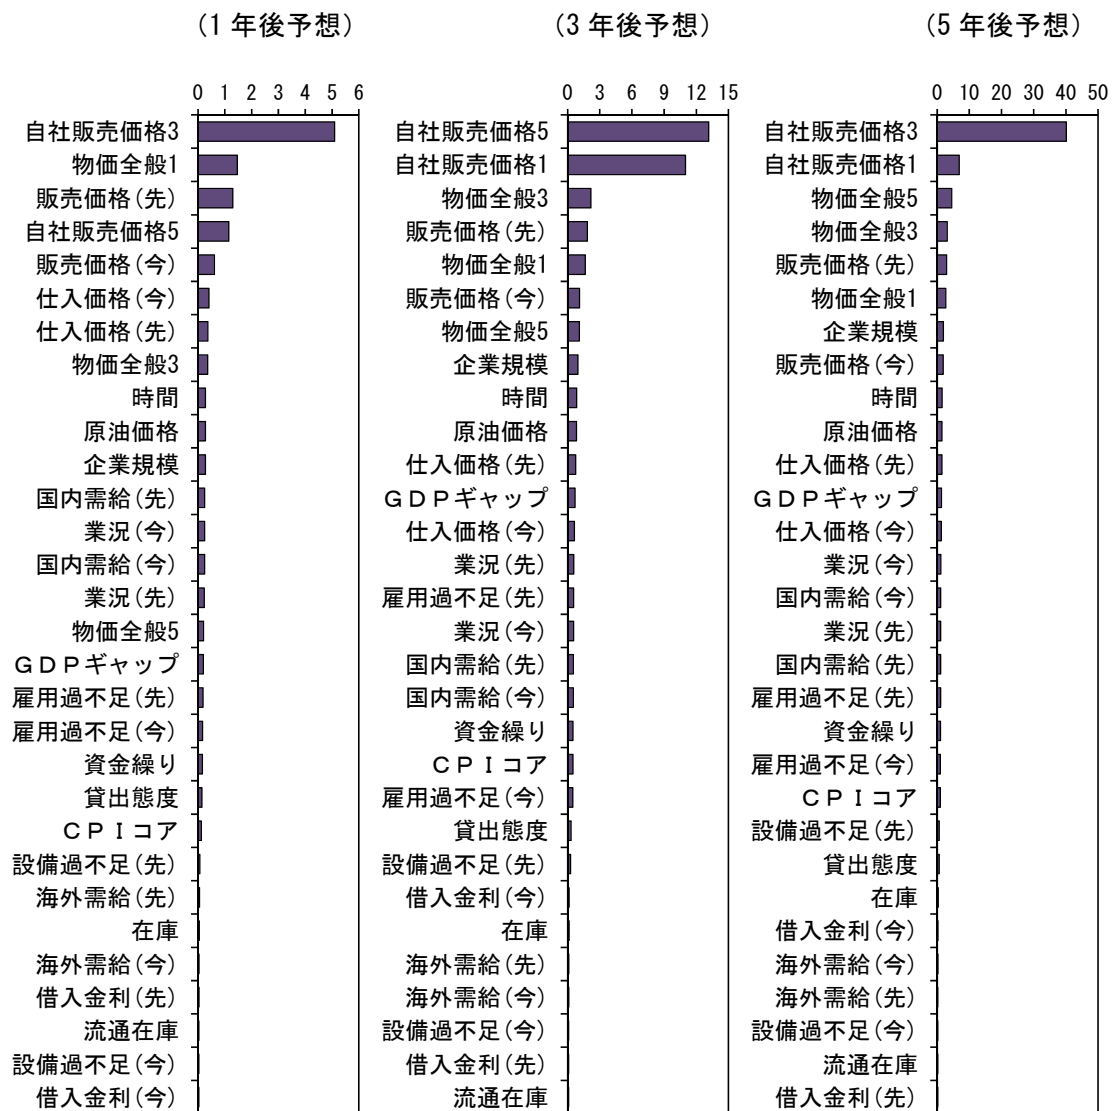 (1 年後予想)
0 1 2 3 4 5 6
自社販売価格3
物価全般1
販売価格(先)
自社販売価格5
販売価格(今)
仕入価格(今)
仕入価格(先)
物価全般3
時間
原油価格
企業規模
国内需給(先)
業況(今)
国内需給(今)
業況(先)
物価全般5
ＧＤＰギャップ
雇用過不足(先)
雇用過不足(今)
資金繰り
貸出態度
ＣＰＩコア
設備過不足(先)
海外需給(先)
在庫
海外需給(今)
借入金利(先)
流通在庫
設備過不足(今)
借入金利(今)
(3 年後予想)
0 3 6 9 12 15
自社販売価格5
自社販売価格1
物価全般3
販売価格(先)
物価全般1
販売価格(今)
物価全般5
企業規模
時間
原油価格
仕入価格(先)
ＧＤＰギャップ
仕入価格(今)
業況(先)
雇用過不足(先)
業況(今)
国内需給(先)
国内需給(今)
資金繰り
ＣＰＩコア
雇用過不足(今)
貸出態度
設備過不足(先)
借入金利(今)
在庫
海外需給(先)
海外需給(今)
設備過不足(今)
借入金利(先)
流通在庫
(5 年後予想)
0 10 20 30 40 50
自社販売価格3
自社販売価格1
物価全般5
物価全般3
販売価格(先)
物価全般1
企業規模
販売価格(今)
時間
原油価格
仕入価格(先)
ＧＤＰギャップ
仕入価格(今)
業況(今)
国内需給(今)
業況(先)
国内需給(先)
雇用過不足(先)
資金繰り
雇用過不足(今)
ＣＰＩコア
設備過不足(先)
貸出態度
在庫
借入金利(今)
海外需給(今)
海外需給(先)
設備過不足(今)
流通在庫
借入金利(先)